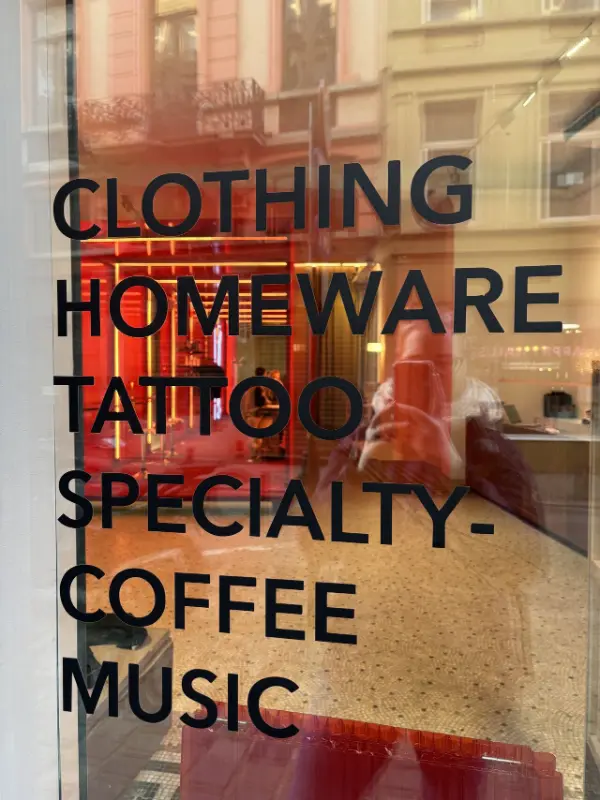 CLOTHING
HOMEWARE
TATTOO
SPECIALTY-
COFFEE
MUSIC